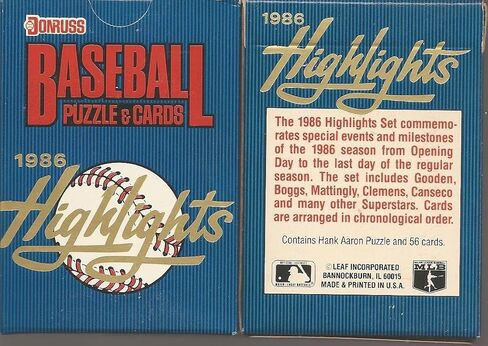 DONRUSS
BASEBALL
PUZZLE & CARDS
1986
Highlights
1986
Highlights
The 1986 Highlights Set commemo-
rates special events and milestones
of the 1986 season from Opening
Day to the last day of the regular
season. The set includes Gooden,
Boggs, Mattingly, Clemens, Canseco
and many other Superstars. Cards
are arranged in chronological order.
Contains Hank Aaron Puzzle and 56 cards.
© LEAF INCORPORATED
BANNOCKBURN, IL 60015
MADE & PRINTED IN U.S.A.
MLB